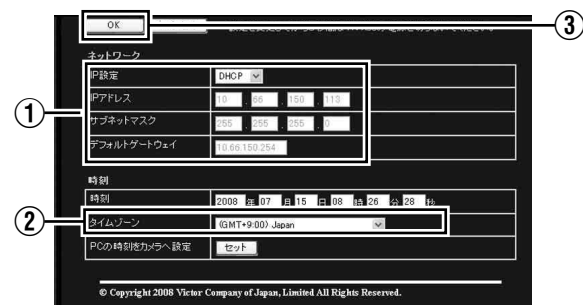 OK
③
ネットワーク
①
IP設定 DHCP
IPアドレス 10 . 66 . 150 . 113
サブネットマスク 255 . 255 . 255 . 0
デフォルトゲートウェイ 10.66.150.254
時刻
時刻 2008 年 07 月 15 日 08 時 26 分 28 秒
②
タイムゾーン (GMT+9:00) Japan
PCの時刻をカメラへ設定 セット
© Copyright 2008 Victor Company of Japan, Limited All Rights Reserved.